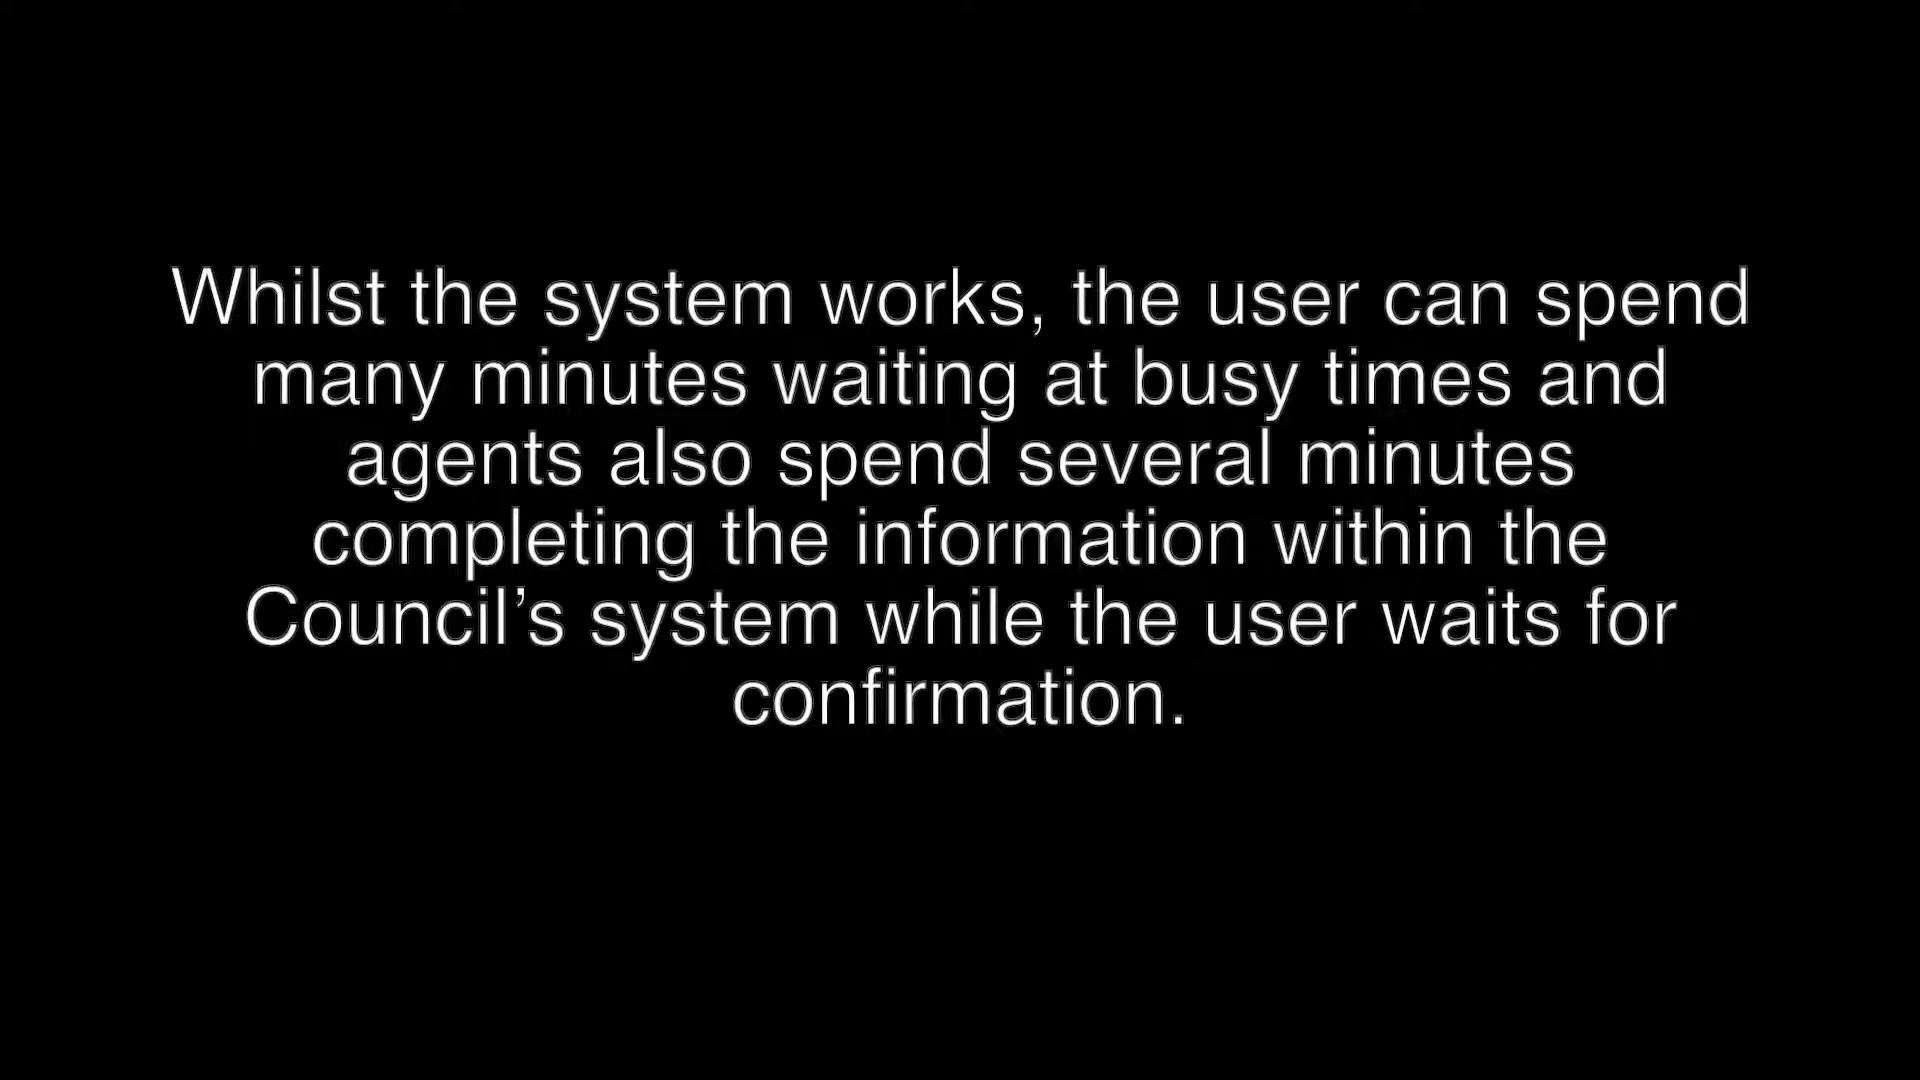 Whilst the system works, the user can spend
many minutes waiting at busy times and
agents also spend several minutes
completing the information within the
Council’s system while the user waits for
confirmation.